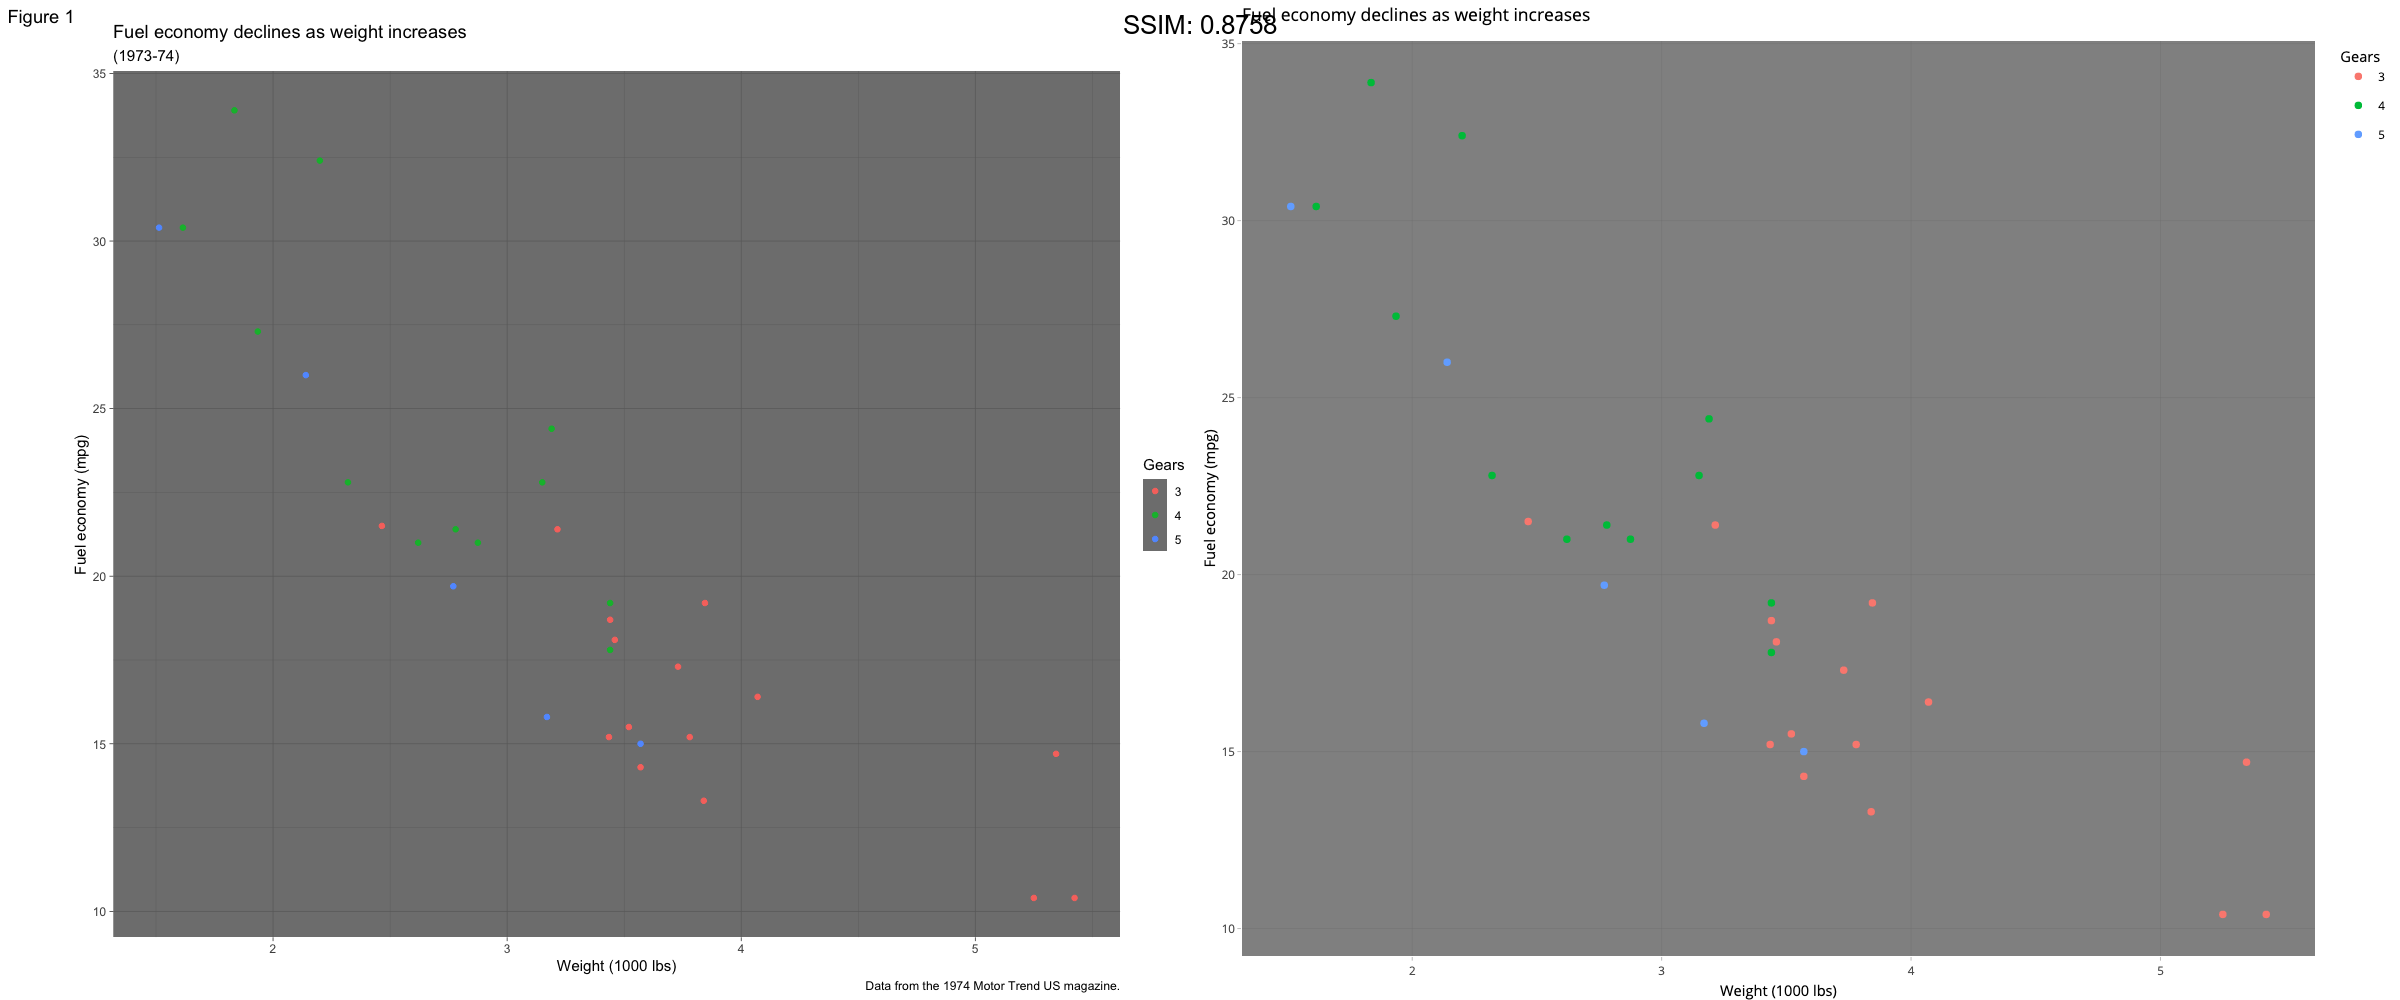 Figure 1
SSIM: 0.8758
Fuel economy declines as weight increases
(1973-74)
35
30
25
20
15
10
Fuel economy (mpg)
2 3 4 5
Weight (1000 lbs)
Data from the 1974 Motor Trend US magazine.
Gears
3
4
5
Fuel economy declines as weight increases
35
30
25
20
15
10
Fuel economy (mpg)
2 3 4 5
Weight (1000 lbs)
Gears
3
4
5